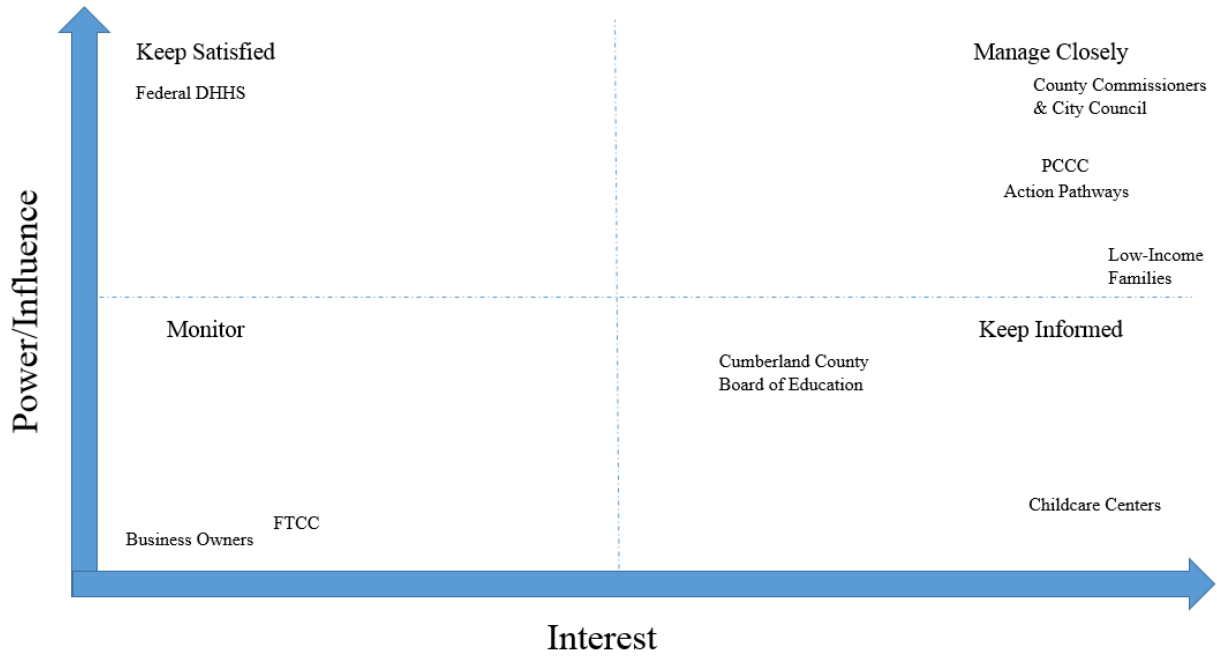 Keep Satisfied
Federal DHHS
Manage Closely
County Commissioners
& City Council
PCCC
Action Pathways
Low-Income
Families
Power/Influence
Monitor
Business Owners
FTCC
Keep Informed
Cumberland County
Board of Education
Childcare Centers
Interest